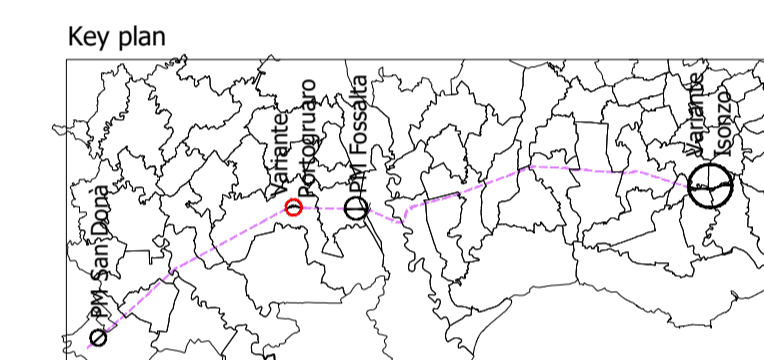 Key plan
PM San Donà
Variante
Portogruaro
PM Fossalta
Variante
Isonzo